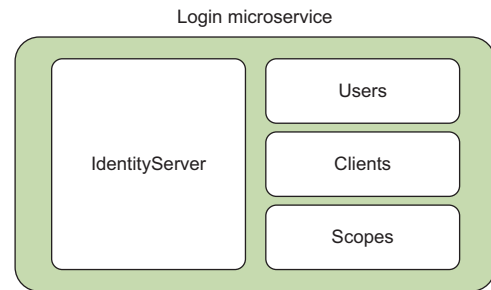 Login microservice
IdentityServer
Users
Clients
Scopes